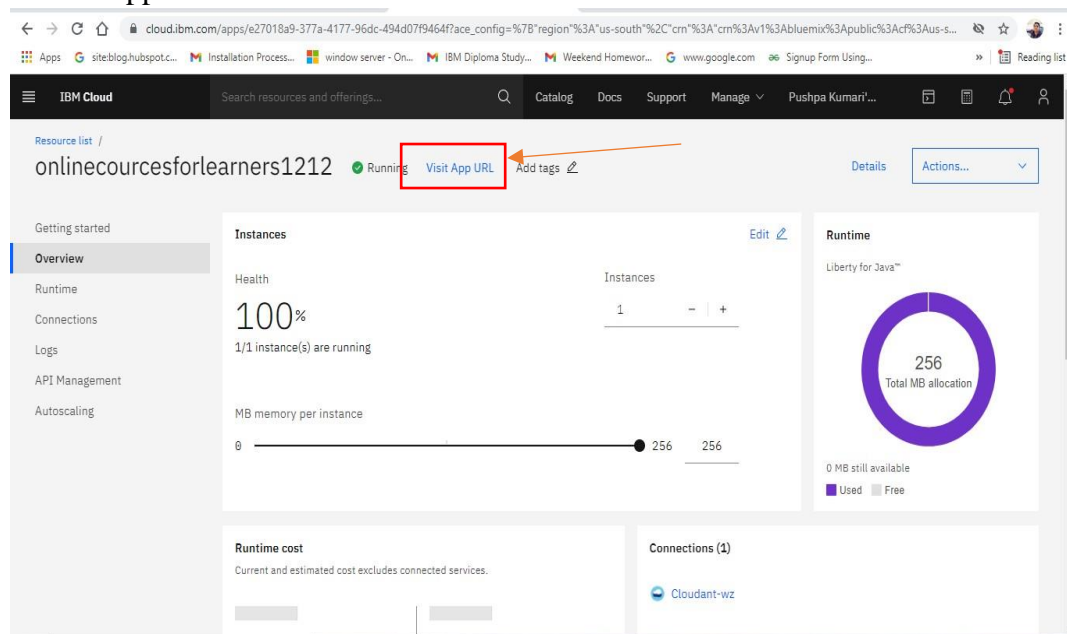 cloud.ibm.com/apps/e27018a9-377a-4177-96dc-494d07f9464f?ace_config=%7B"region"%3A"us-south"%2C"crn"%3A"crn%3Av1%3Abluemix%3Apublic%3Acf%3Aus-s...
Apps site:blog.hubspot.c... Installation Process... window server - On... IBM Diploma Study... Weekend Homewor... www.google.com Signup Form Using... » Reading list
IBM Cloud Search resources and offerings... Catalog Docs Support Manage Pushpa Kumari'...
Resource list /
onlinecourcesforlearners1212 Running Visit App URL Add tags Details Actions...
Getting started
Overview
Runtime
Connections
Logs
API Management
Autoscaling
Instances Edit
Health
100%
1/1 instance(s) are running
Instances
1 - +
MB memory per instance
0 256 256
Runtime
Liberty for Java™
256
Total MB allocation
0 MB still available
Used Free
Runtime cost
Current and estimated cost excludes connected services.
Connections (1)
Cloudant-wz